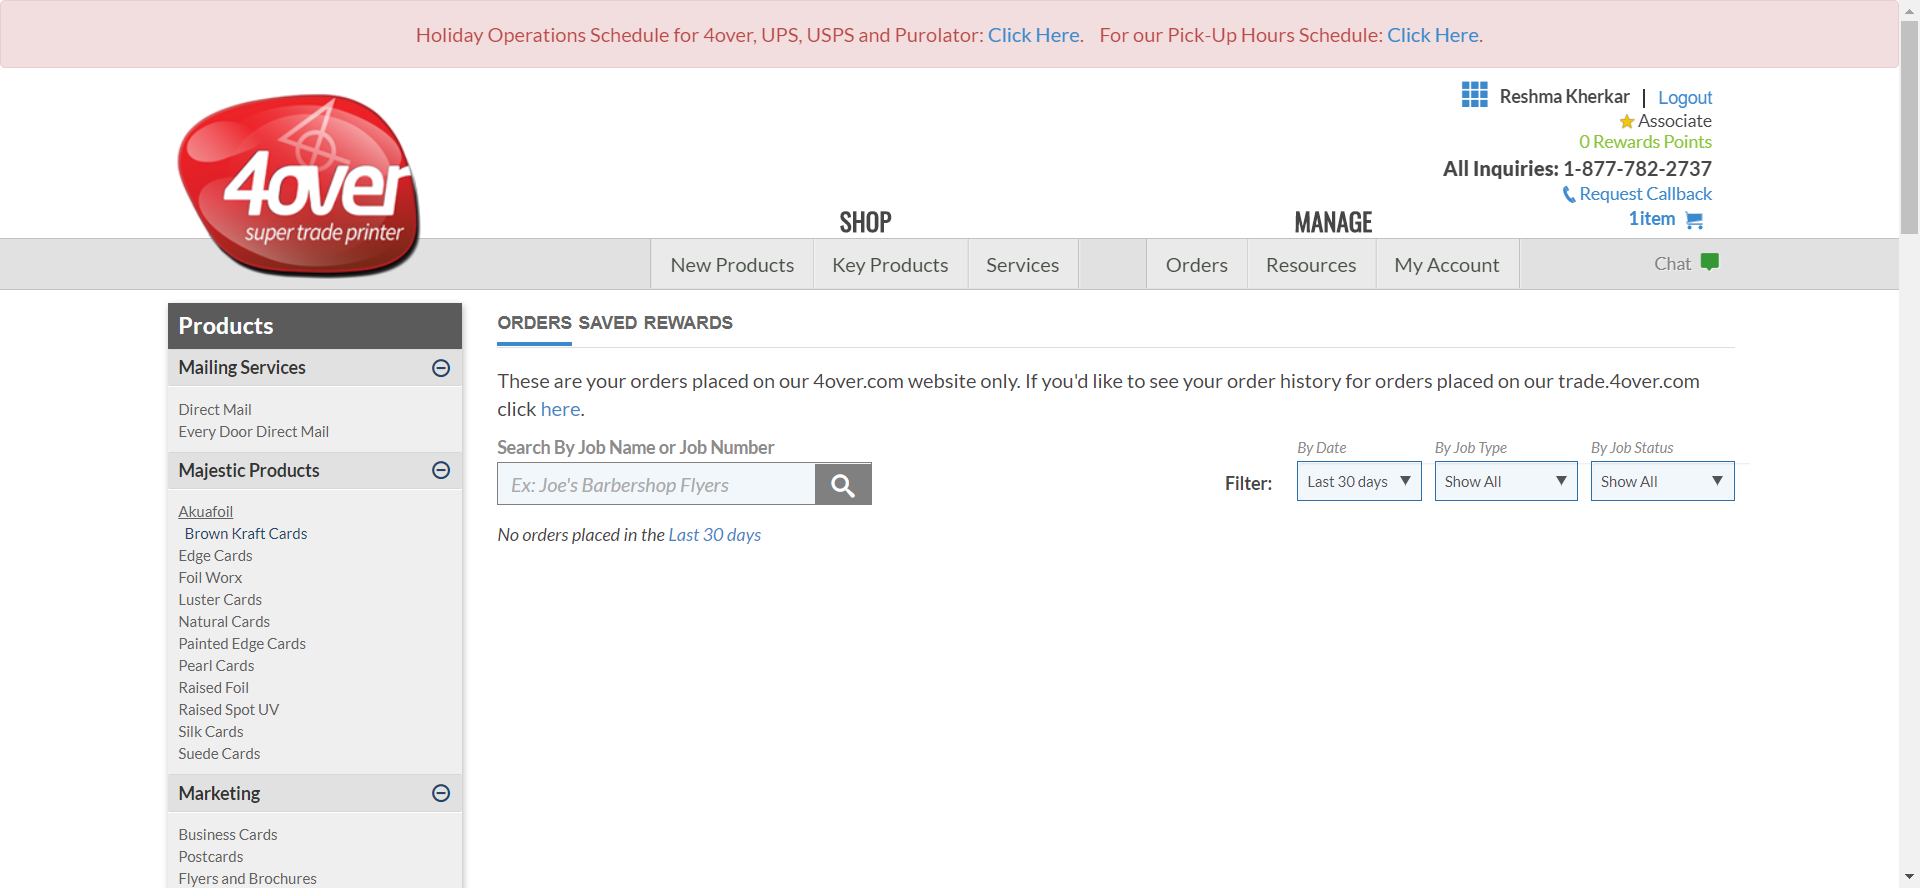 Holiday Operations Schedule for 4over, UPS, USPS and Purolator: Click Here. For our Pick-Up Hours Schedule: Click Here.
Reshma Kherkar | Logout
Associate
0 Rewards Points
All Inquiries: 1-877-782-2737
Request Callback
1item
4over
super trade printer
SHOP
MANAGE
New Products
Key Products
Services
Orders
Resources
My Account
Chat
Products
Mailing Services
Direct Mail
Every Door Direct Mail
Majestic Products
Akuafoil
Brown Kraft Cards
Edge Cards
Foil Worx
Luster Cards
Natural Cards
Painted Edge Cards
Pearl Cards
Raised Foil
Raised Spot UV
Silk Cards
Suede Cards
Marketing
Business Cards
Postcards
Flyers and Brochures
ORDERS SAVED REWARDS
These are your orders placed on our 4over.com website only. If you'd like to see your order history for orders placed on our trade.4over.com
click here.
Search By Job Name or Job Number
Ex: Joe's Barbershop Flyers
Filter:
By Date
Last 30 days
By Job Type
Show All
By Job Status
Show All
No orders placed in the Last 30 days